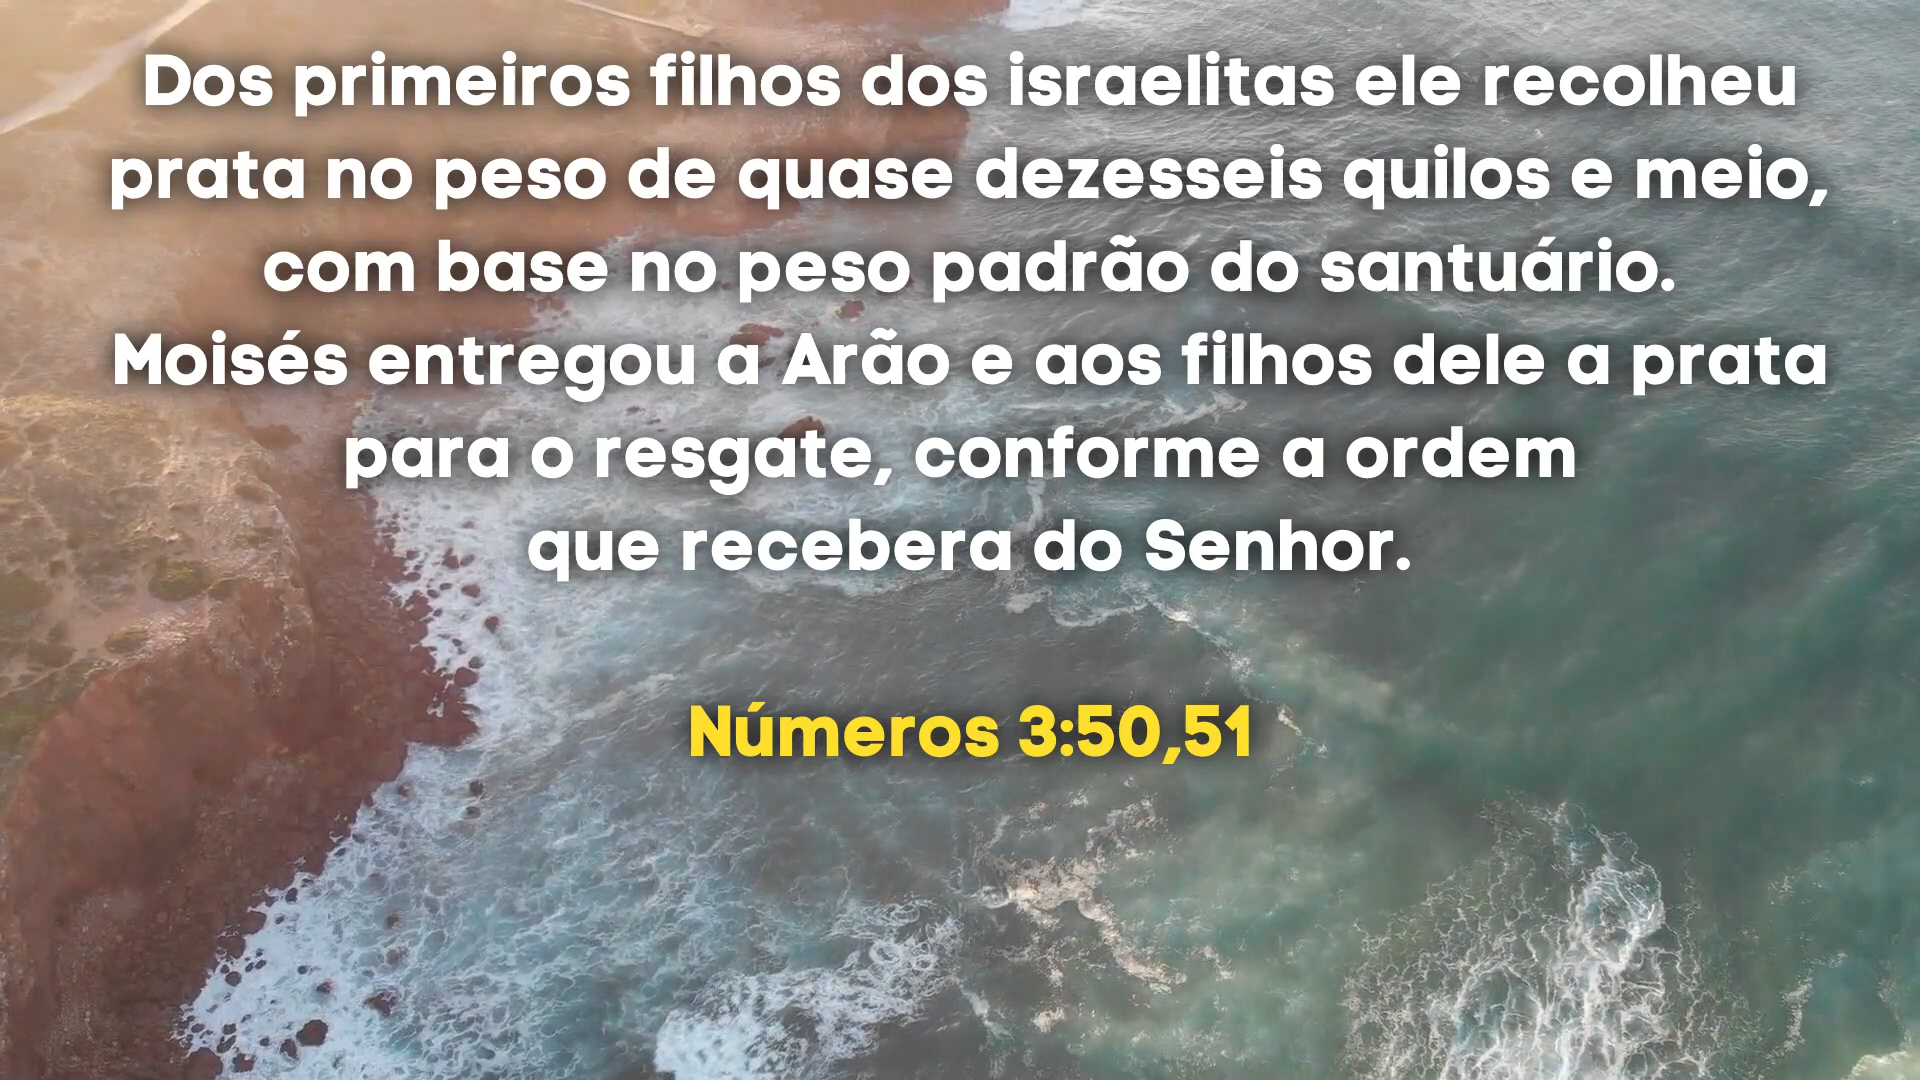 Dos primeiros filhos dos israelitas ele recolheu
prata no peso de quase dezesseis quilos e meio,
com base no peso padrão do santuário.
Moisés entregou a Arão e aos filhos dele a prata
para o resgate, conforme a ordem
que recebera do Senhor.
Números 3:50,51